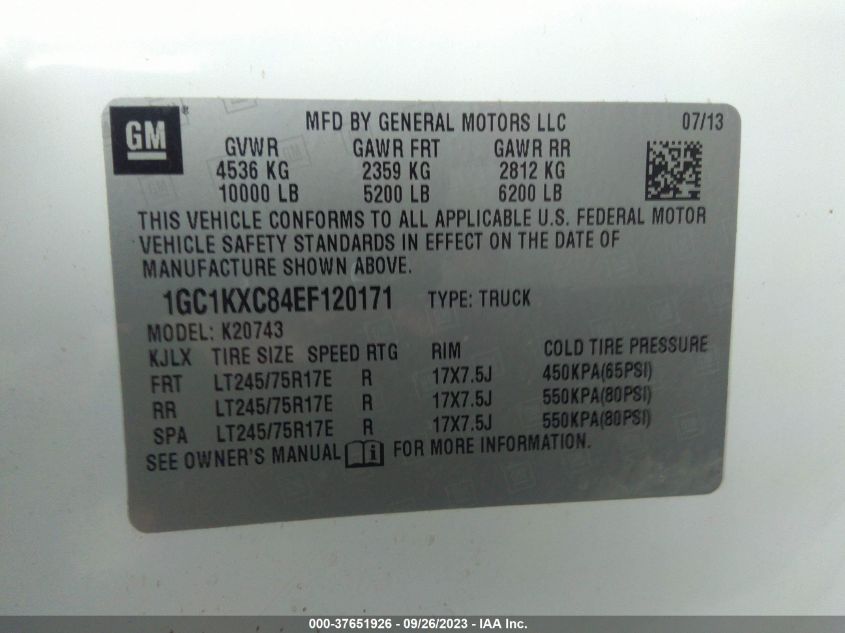 GM ®
MFD BY GENERAL MOTORS LLC 07/13
GVWR GAWR FRT GAWR RR
4536 KG 2359 KG 2812 KG
10000 LB 5200 LB 6200 LB
THIS VEHICLE CONFORMS TO ALL APPLICABLE U.S. FEDERAL MOTOR
VEHICLE SAFETY STANDARDS IN EFFECT ON THE DATE OF
MANUFACTURE SHOWN ABOVE.
1GC1KXC84EF120171 TYPE: TRUCK
MODEL: K20743
KJLX TIRE SIZE SPEED RTG RIM COLD TIRE PRESSURE
FRT LT245/75R17E R 17X7.5J 450KPA(65PSI)
RR LT245/75R17E R 17X7.5J 550KPA(80PSI)
SPA LT245/75R17E R 17X7.5J 550KPA(80PSI)
SEE OWNER'S MANUAL i FOR MORE INFORMATION.
000-37651926 - 09/26/2023 - IAA Inc.